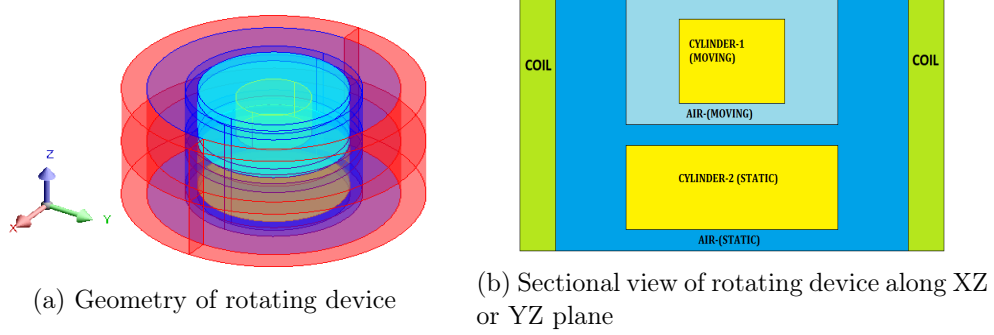 Z
X
Y
(a) Geometry of rotating device
COIL
CYLINDER-1
(MOVING)
COIL
AIR-(MOVING)
CYLINDER-2 (STATIC)
AIR-(STATIC)
(b) Sectional view of rotating device along XZ
or YZ plane